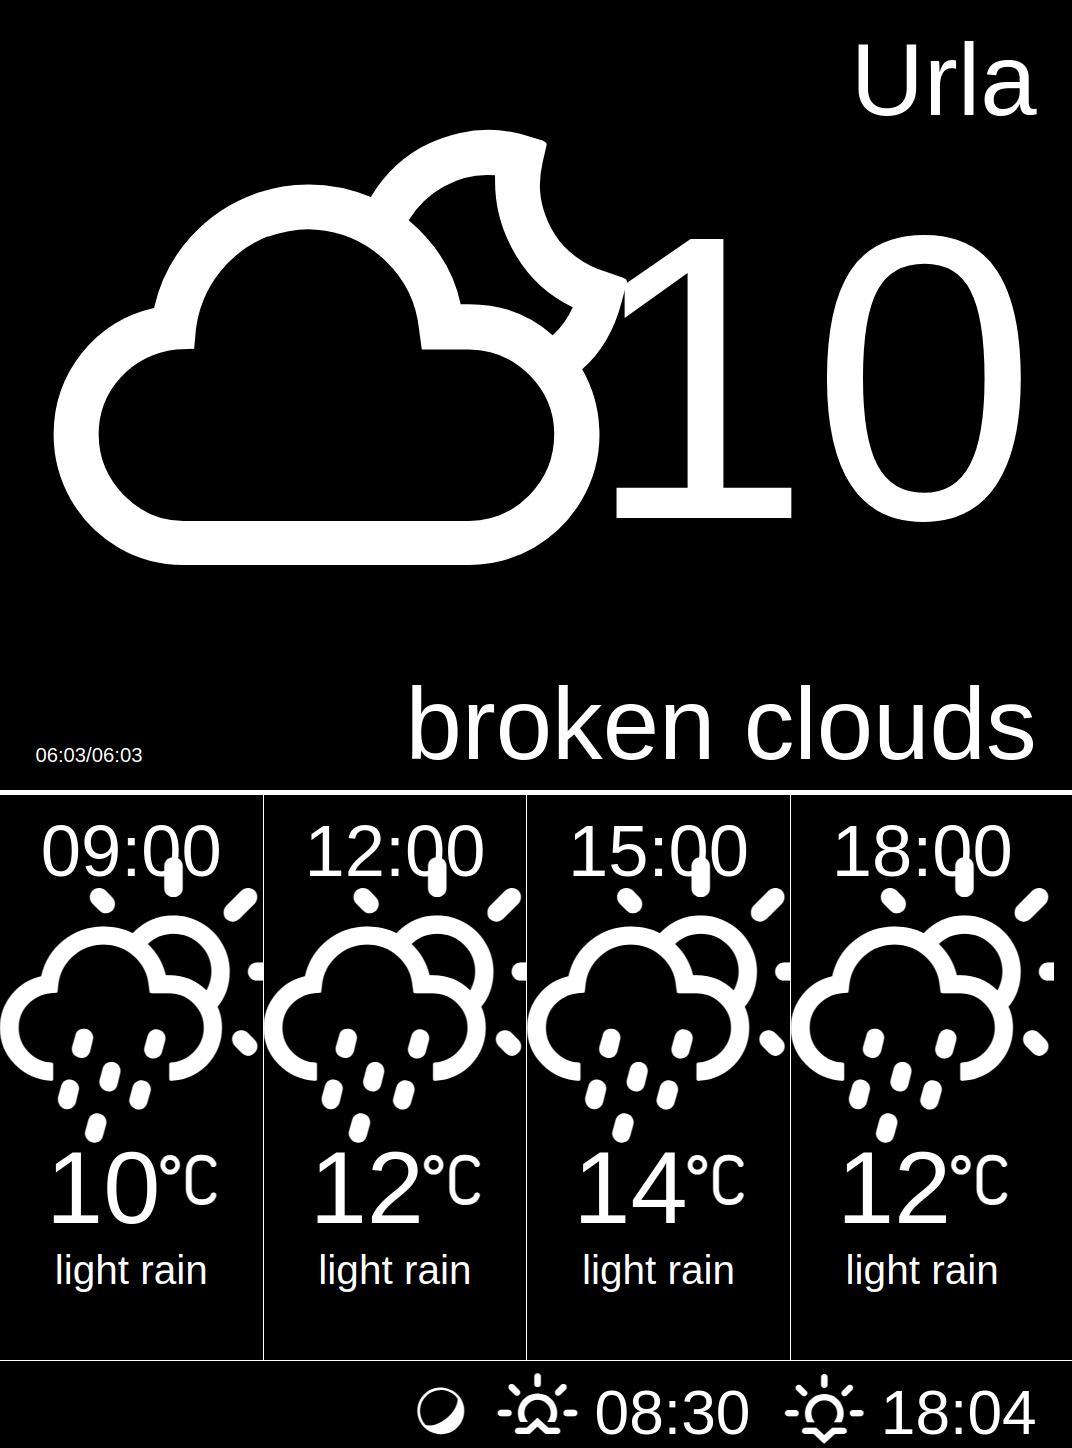 Urla
10
broken clouds
06:03/06:03
09:00 12:00 15:00 18:00
10°C 12°C 14°C 12°C
light rain light rain light rain light rain
08:30 18:04